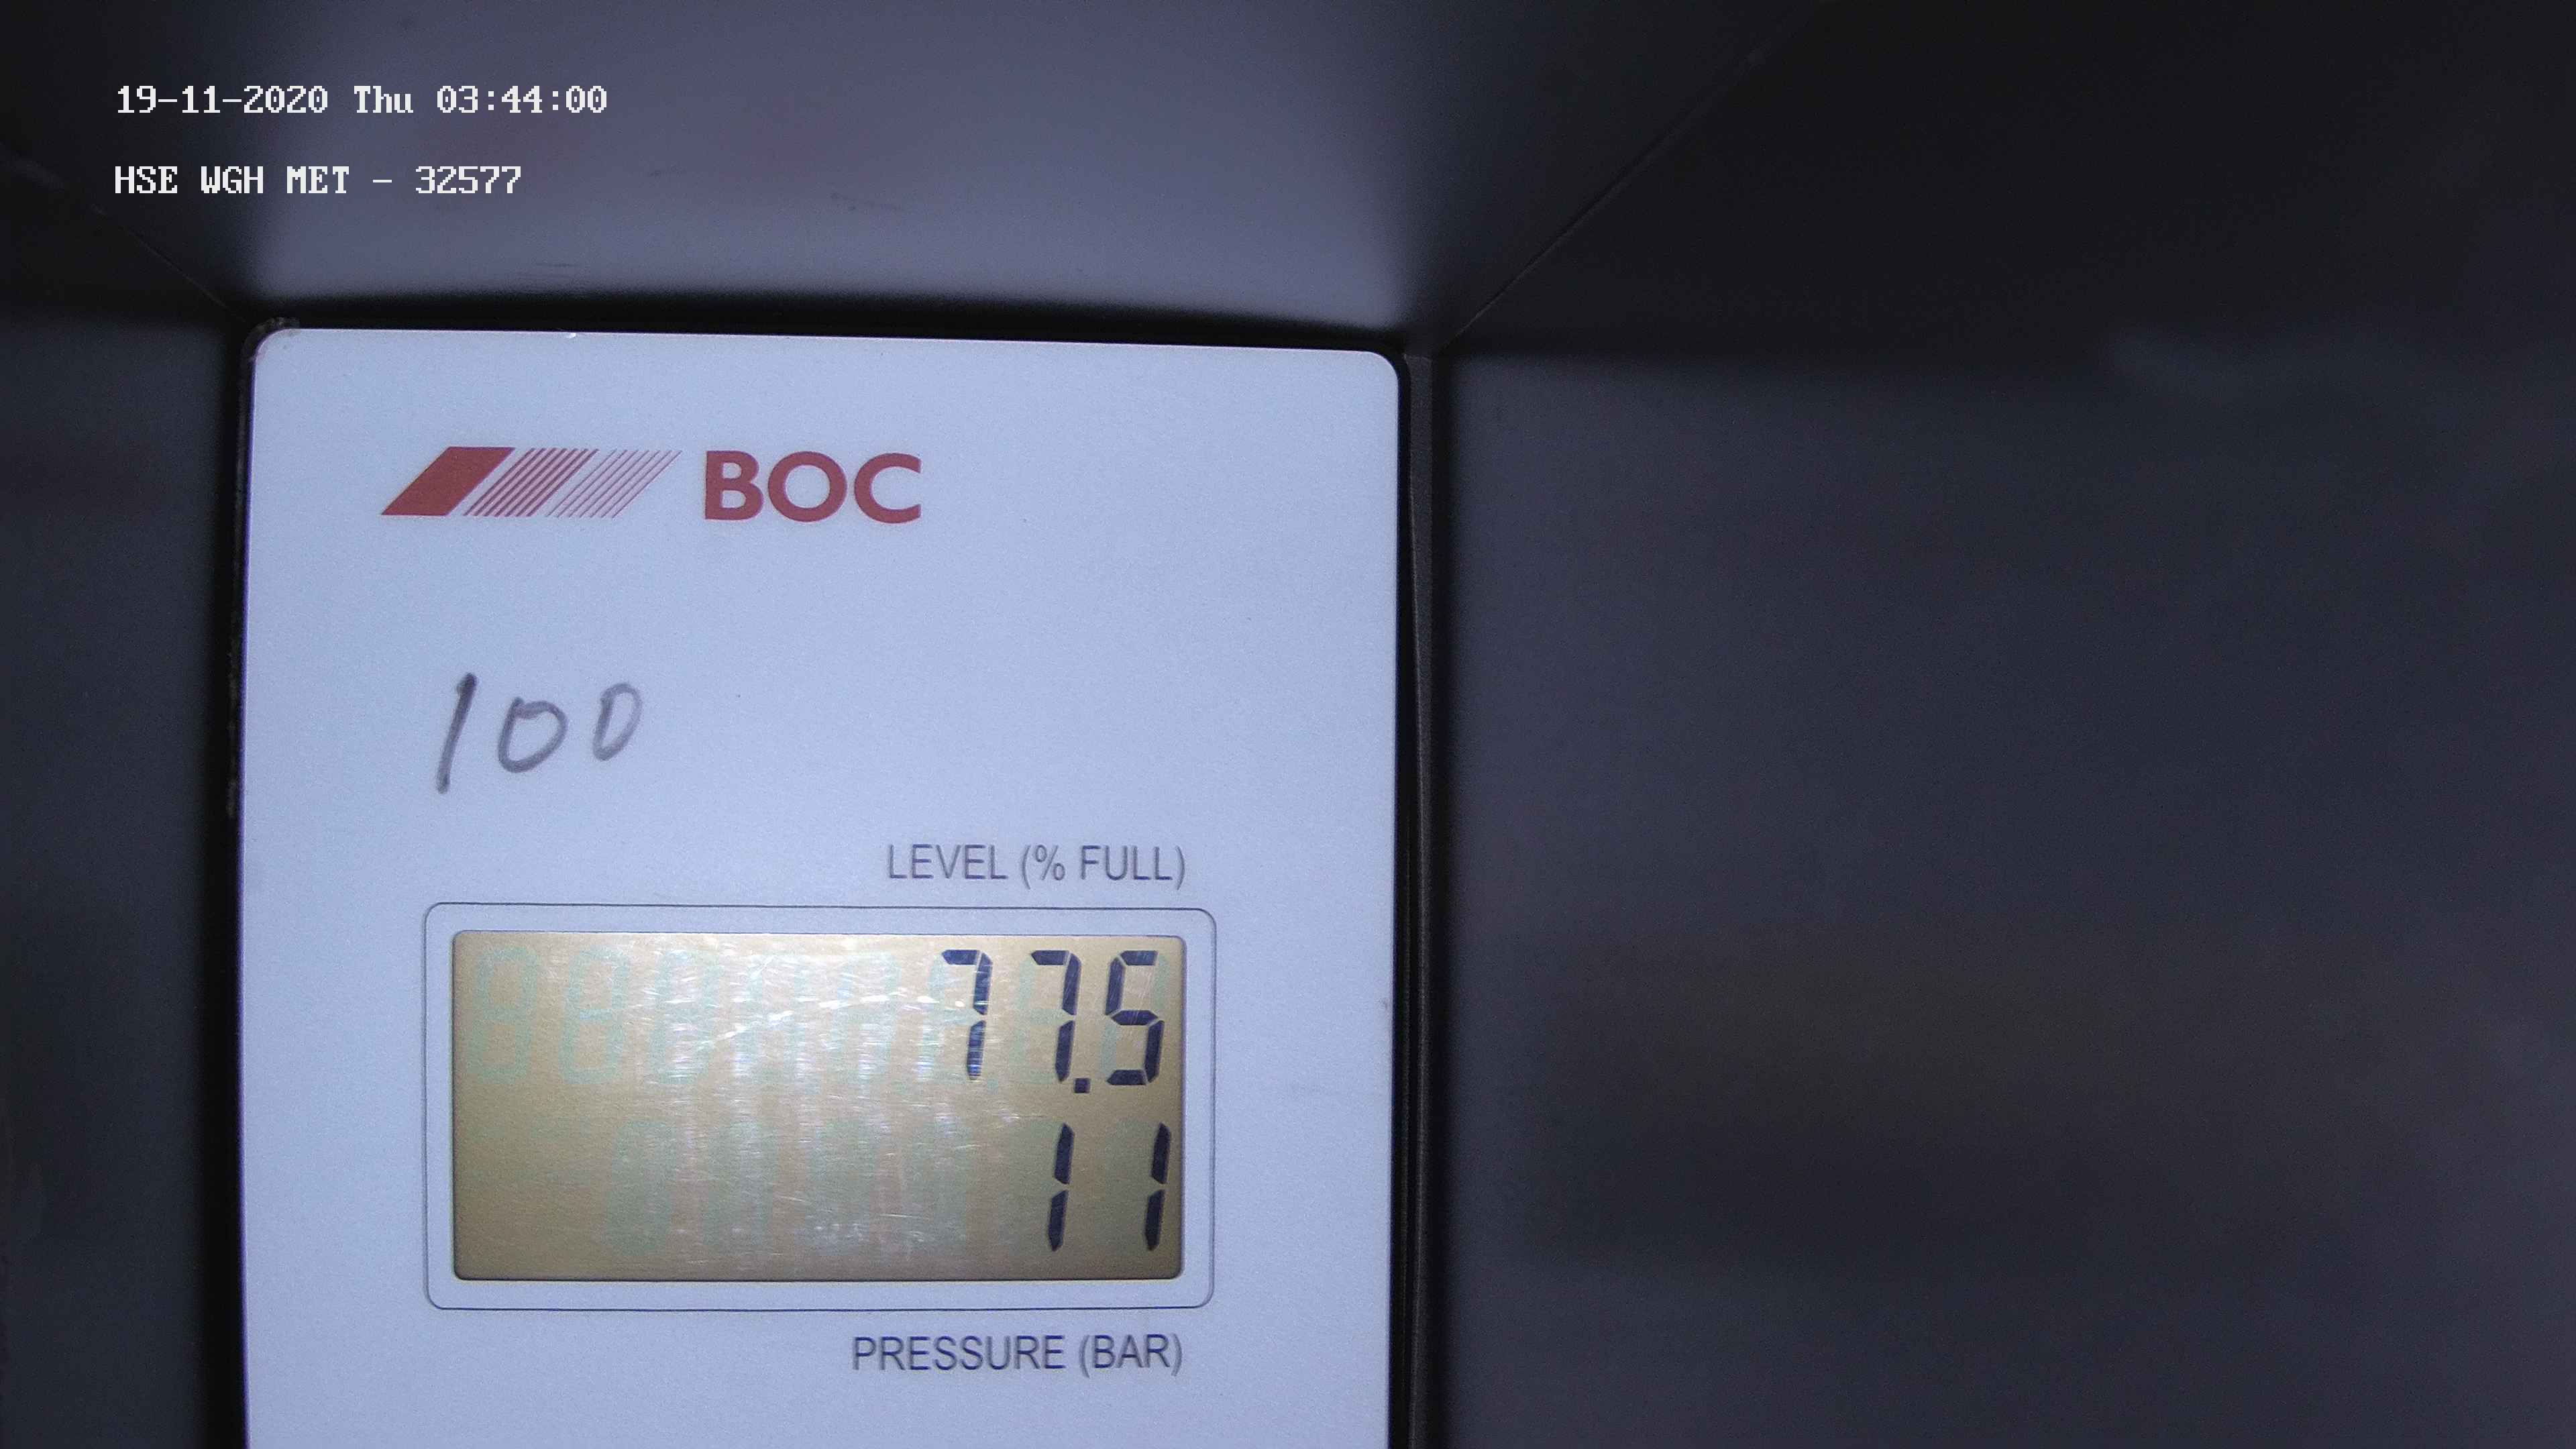 19-11-2020 Thu 03:44:00
HSE WGH MET - 32577
BOC
100
LEVEL (% FULL)
77.5
11
PRESSURE (BAR)